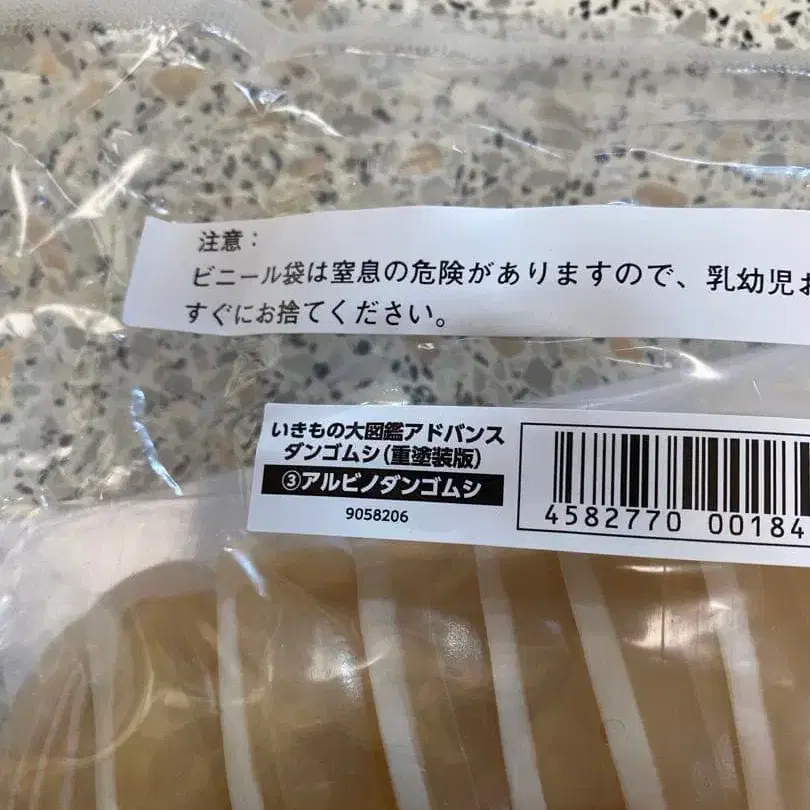 注意：
ビニール袋は窒息の危険がありますので、乳幼児
すぐにお捨てください。
いきもの大図鑑アドバンス
ダンゴムシ(重塗装版)
③アルビノダンゴムシ
9058206
4582770 00184